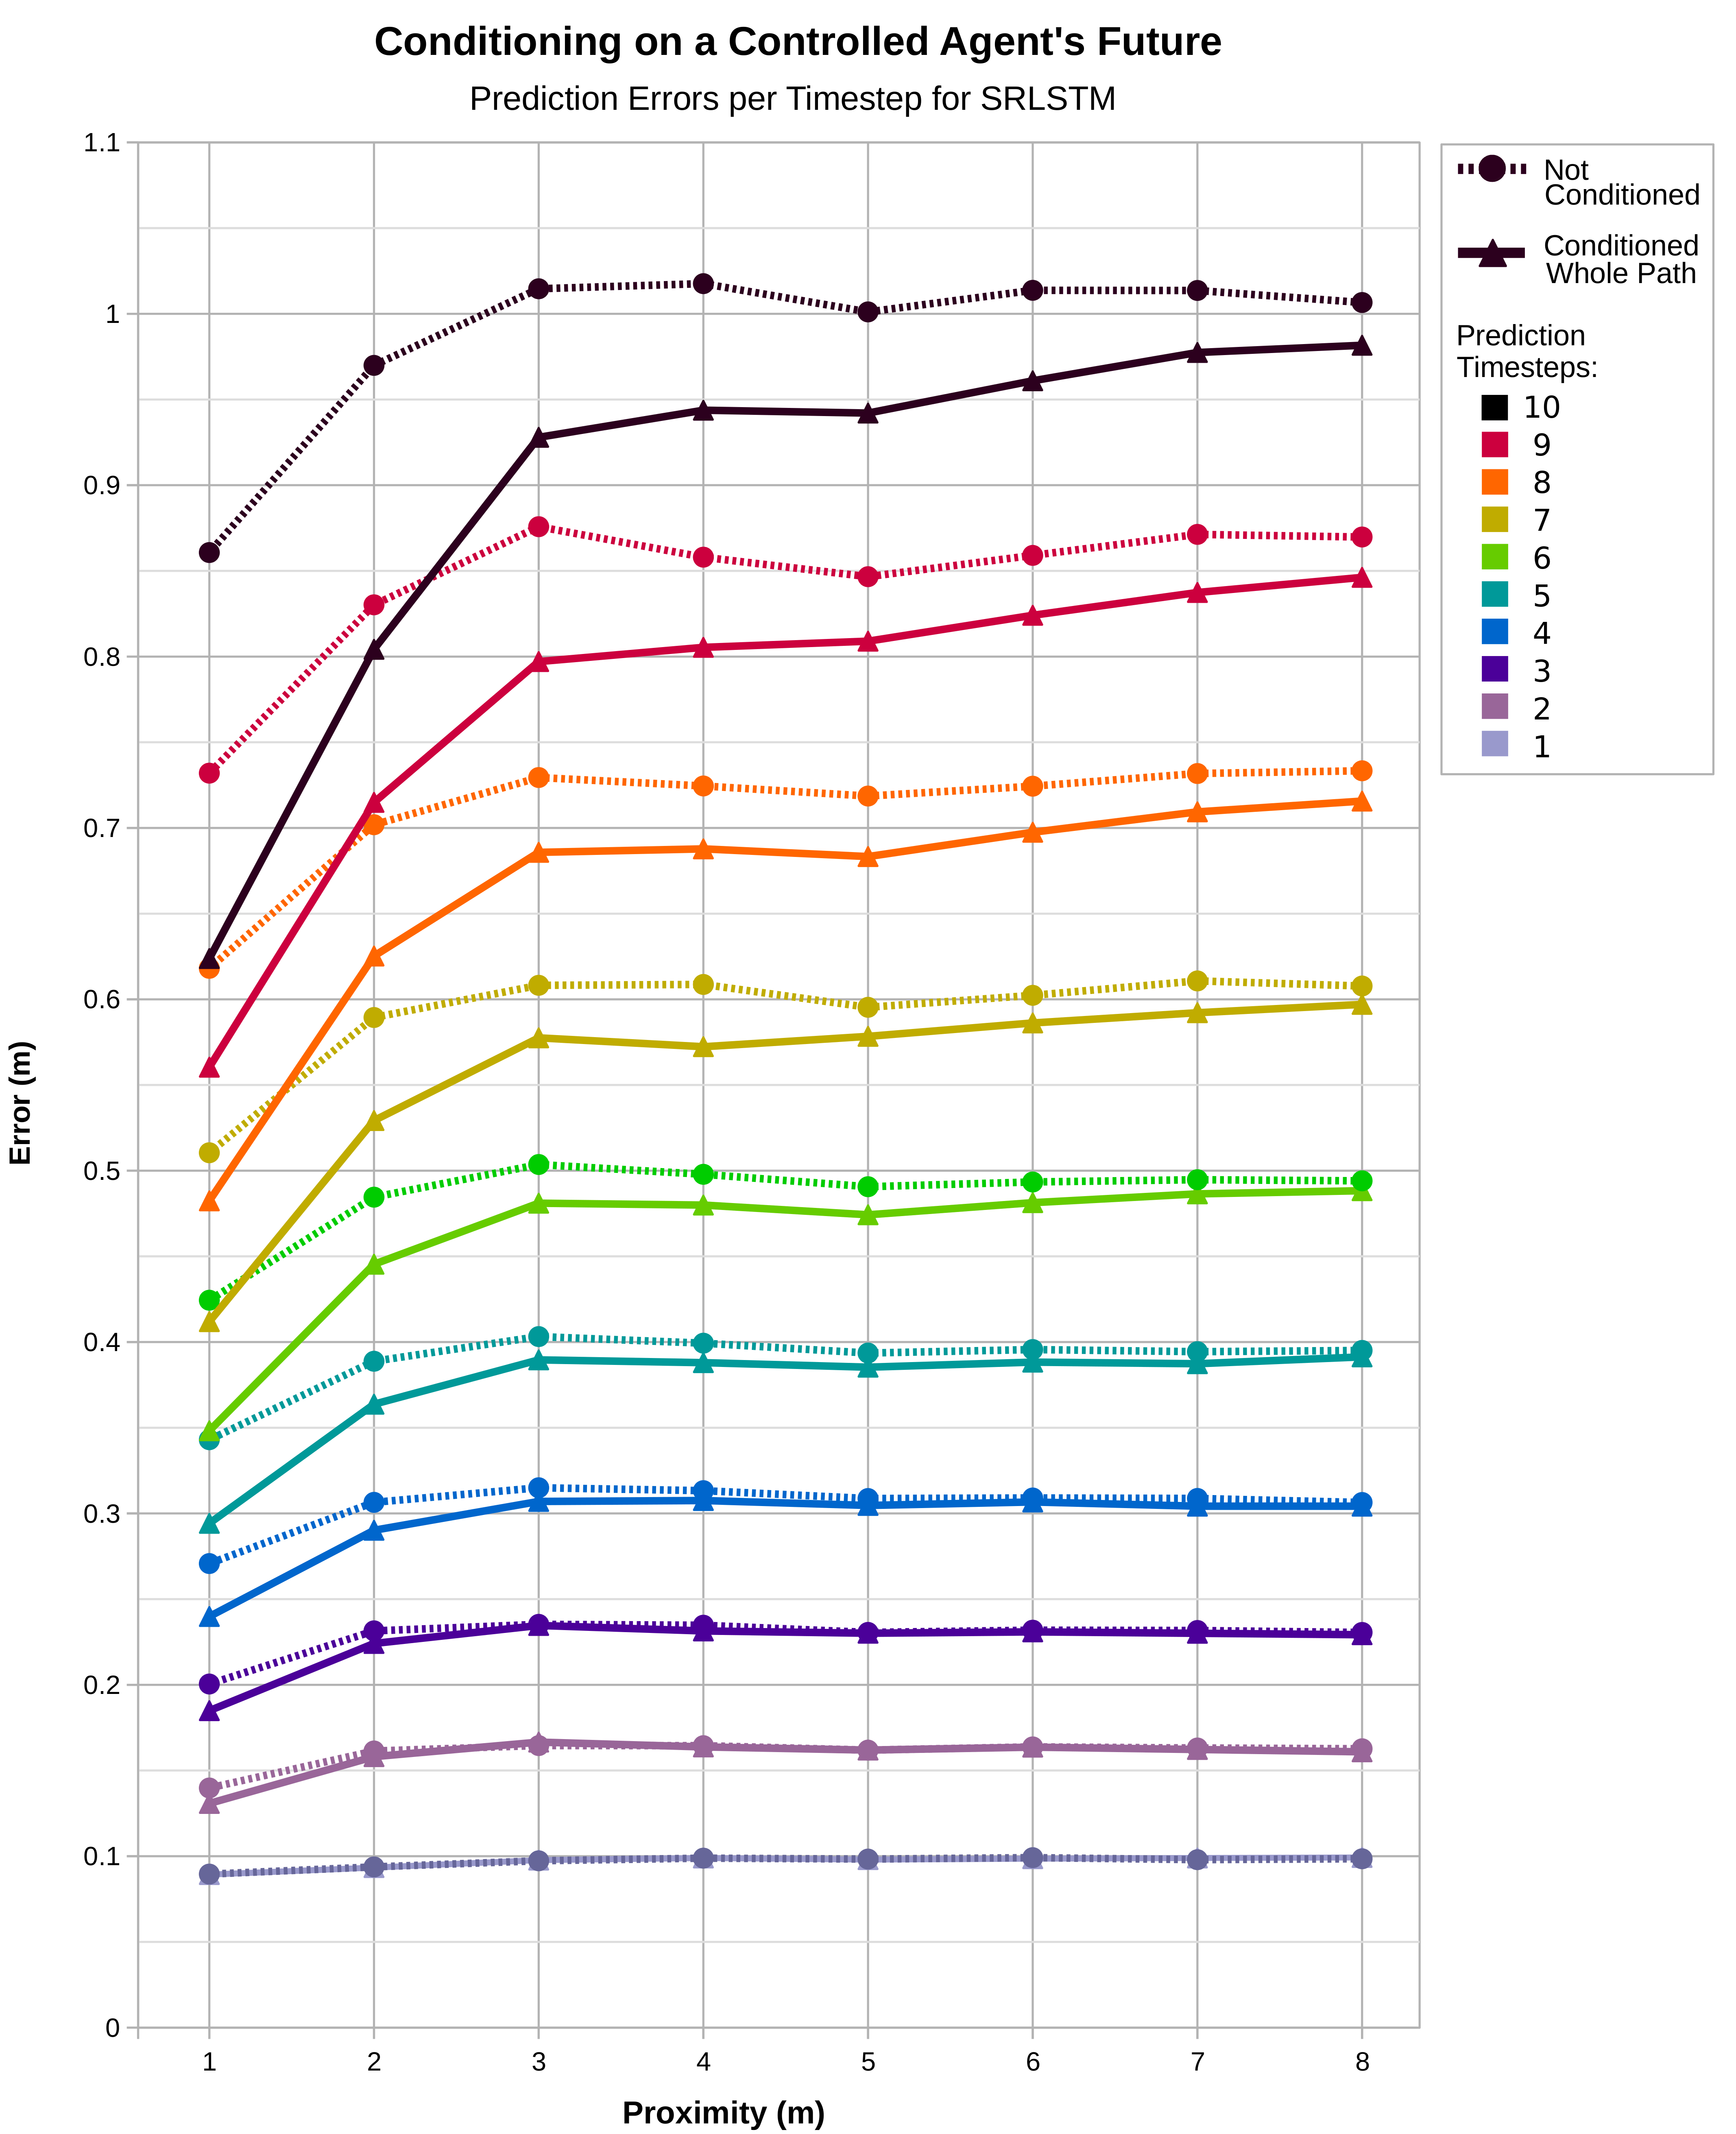 Conditioning on a Controlled Agent's Future
Prediction Errors per Timestep for SRLSTM
1.1
1
0.9
0.8
0.7
0.6
0.5
0.4
0.3
0.2
0.1
0
Error (m)
1 2 3 4 5 6 7 8
Proximity (m)
Not
Conditioned
Conditioned
Whole Path
Prediction
Timesteps:
10
9
8
7
6
5
4
3
2
1